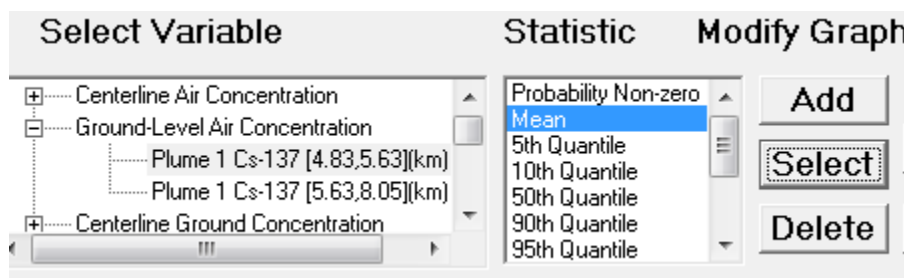 Select Variable
Statistic
Modify Graph
Centerline Air Concentration
Ground-Level Air Concentration
Plume 1 Cs-137 [4.83,5.63](km)
Plume 1 Cs-137 [5.63,8.05](km)
Centerline Ground Concentration
Probability Non-zero
Mean
5th Quantile
10th Quantile
50th Quantile
90th Quantile
95th Quantile
Add
Select
Delete